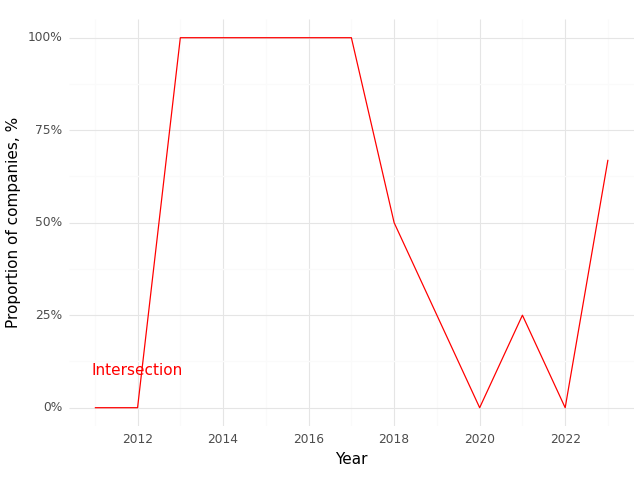 Proportion of companies, %
100%
75%
50%
25%
0%
Intersection
2012 2014 2016 2018 2020 2022
Year